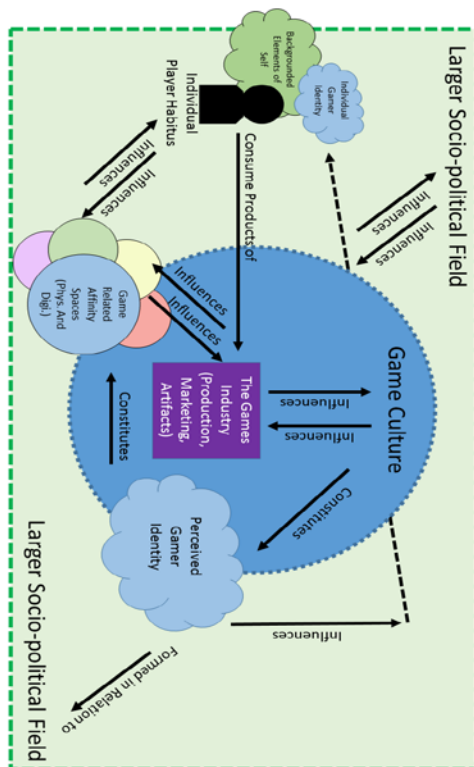 Larger Socio-political Field
Influences
Influences
Individual
Gamer
Identity
Backgrounded
Elements of
Self
Individual
Player Habitus
Consume Products of
Influences
Influences
Game
Related
Affinity
Spaces
(Phys. And
Digi.)
Influences
Influences
Game Culture
The Games
Industry
(Production,
Marketing,
Artifacts)
Influences
Influences
Constitutes
Constitutes
Perceived
Gamer
Identity
Influences
Formed in Relation to
Larger Socio-political Field